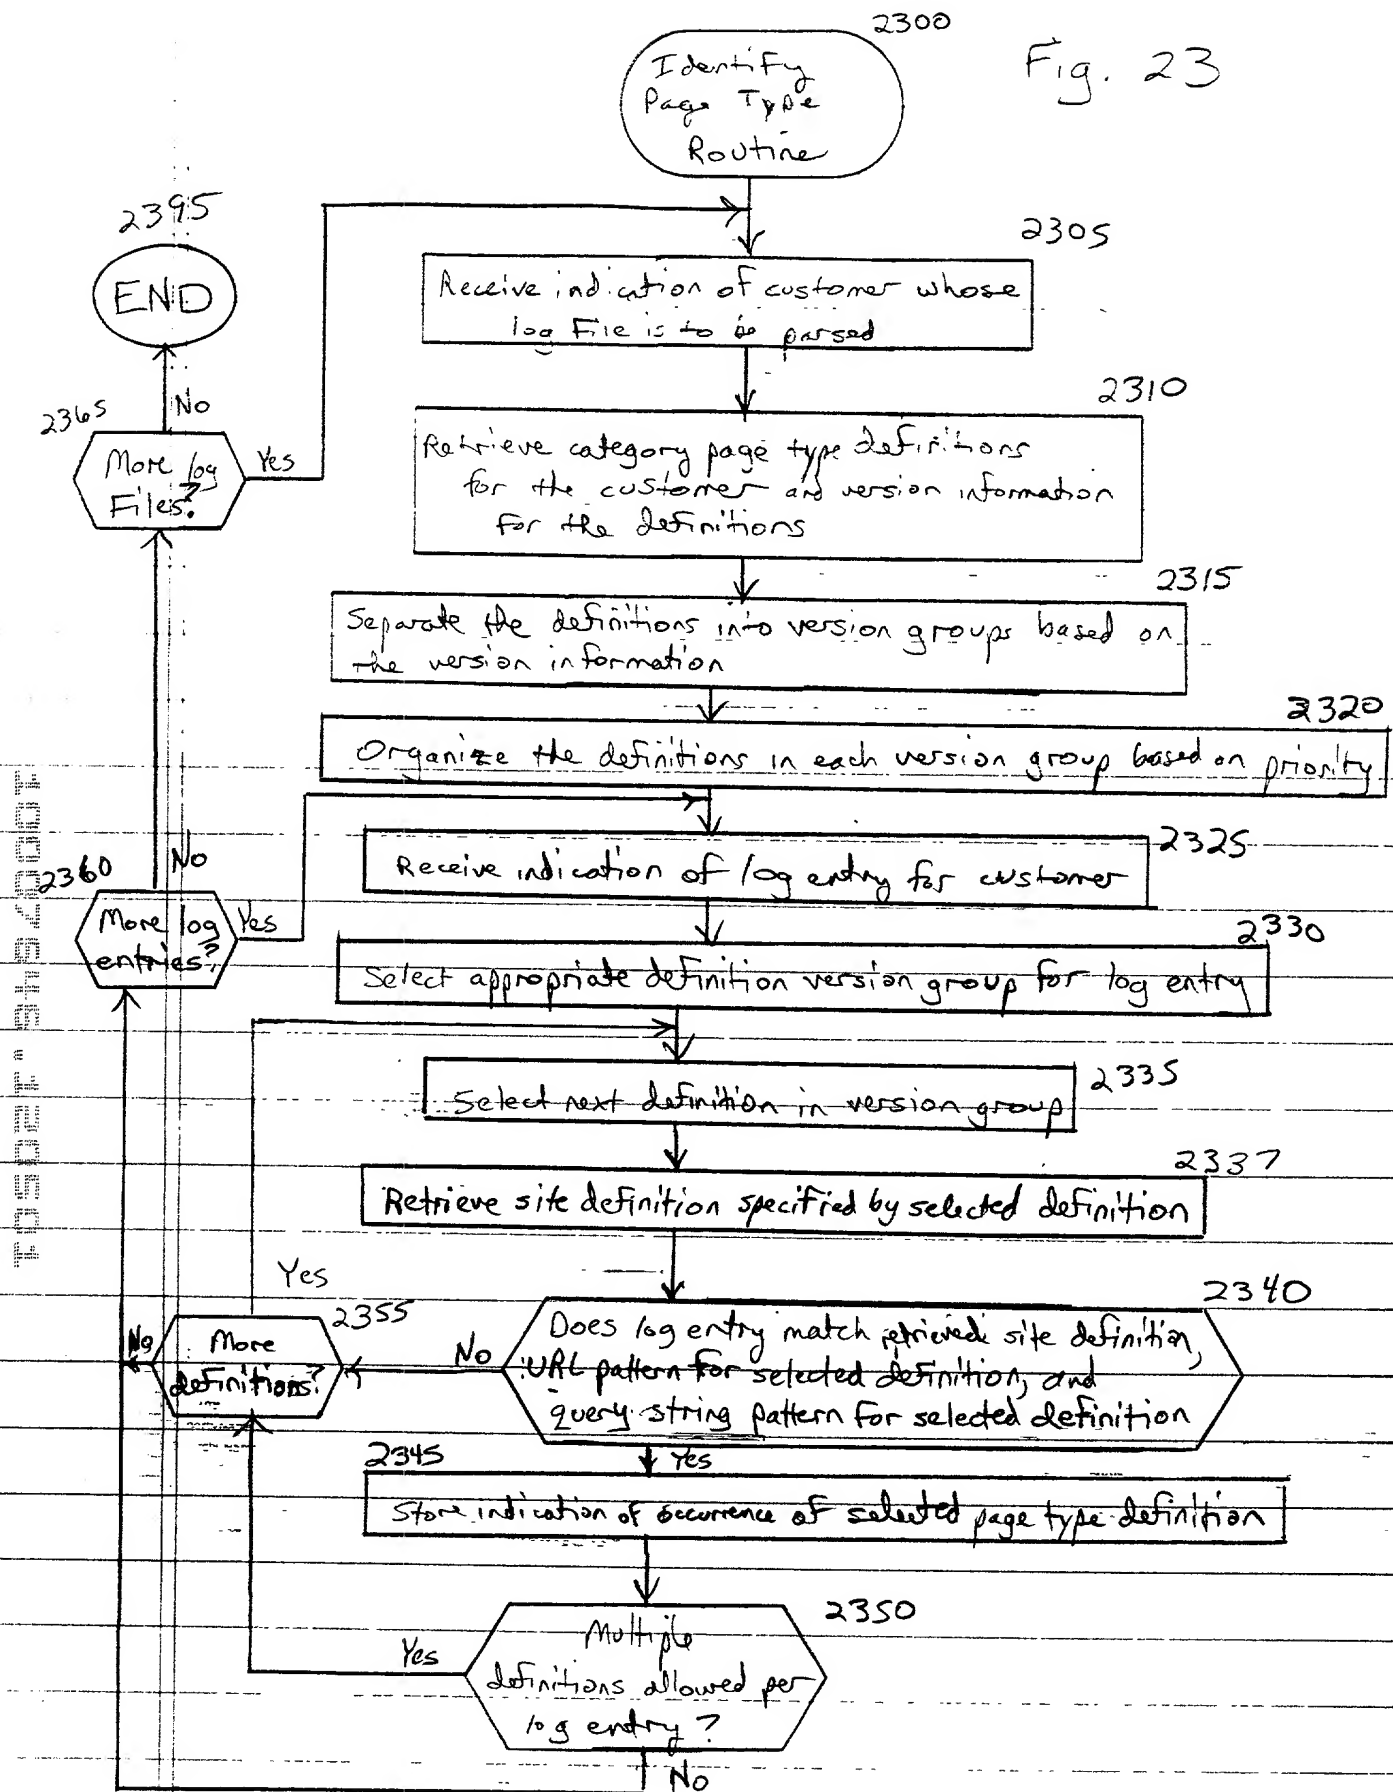 2300
Fig. 23
Identify
Page Type
Routine
2395
END
2305
Receive indication of customer whose
log File is to be parsed
No
2310
2365
More log
Files?
Yes
Retrieve category page type definitions
for the customer and version information
for the definitions
2315
Separate the definitions into version groups based on
the version information
2320
Organize the definitions in each version group based on priority
No
2325
Receive indication of log entry for customer
2360
More log
entries?
Yes
2330
Select appropriate definition version group for log entry
2335
Select next definition in version group
2337
Retrieve site definition specified by selected definition
Yes
2340
2355
No
More
definitions?
No
Does log entry match retrieved site definition,
URL pattern for selected definition, and
query string pattern for selected definition
2345
Yes
Store indication of occurrence of selected page type definition
2350
Yes
Multiple
definitions allowed per
log entry?
No